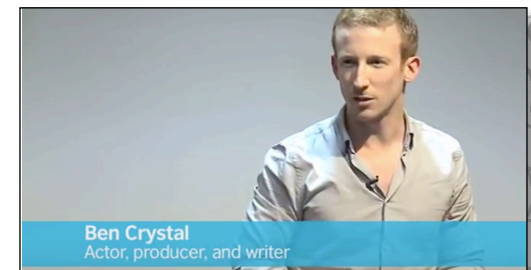 Ben Crystal
Actor, producer, and writer